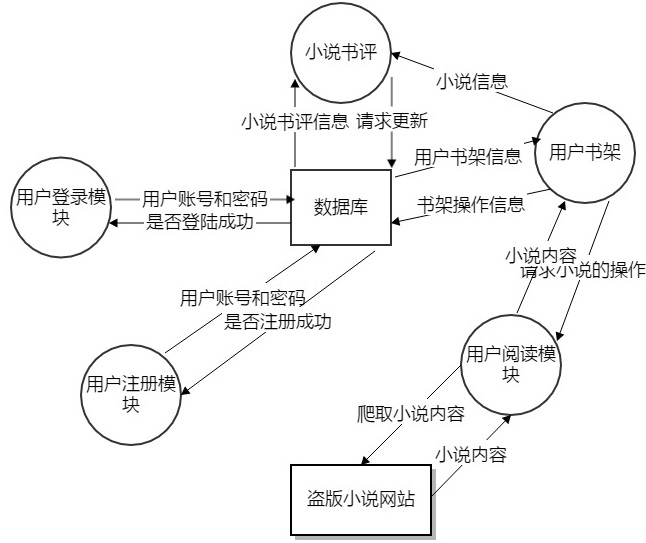 小说书评
小说信息
小说书评信息
请求更新
用户书架信息
用户书架
用户登录模
块
用户账号和密码
是否登陆成功
数据库
书架操作信息
小说内容
请求小说的操作
用户账号和密码
是否注册成功
用户注册模
块
用户阅读模
块
爬取小说内容
小说内容
盗版小说网站